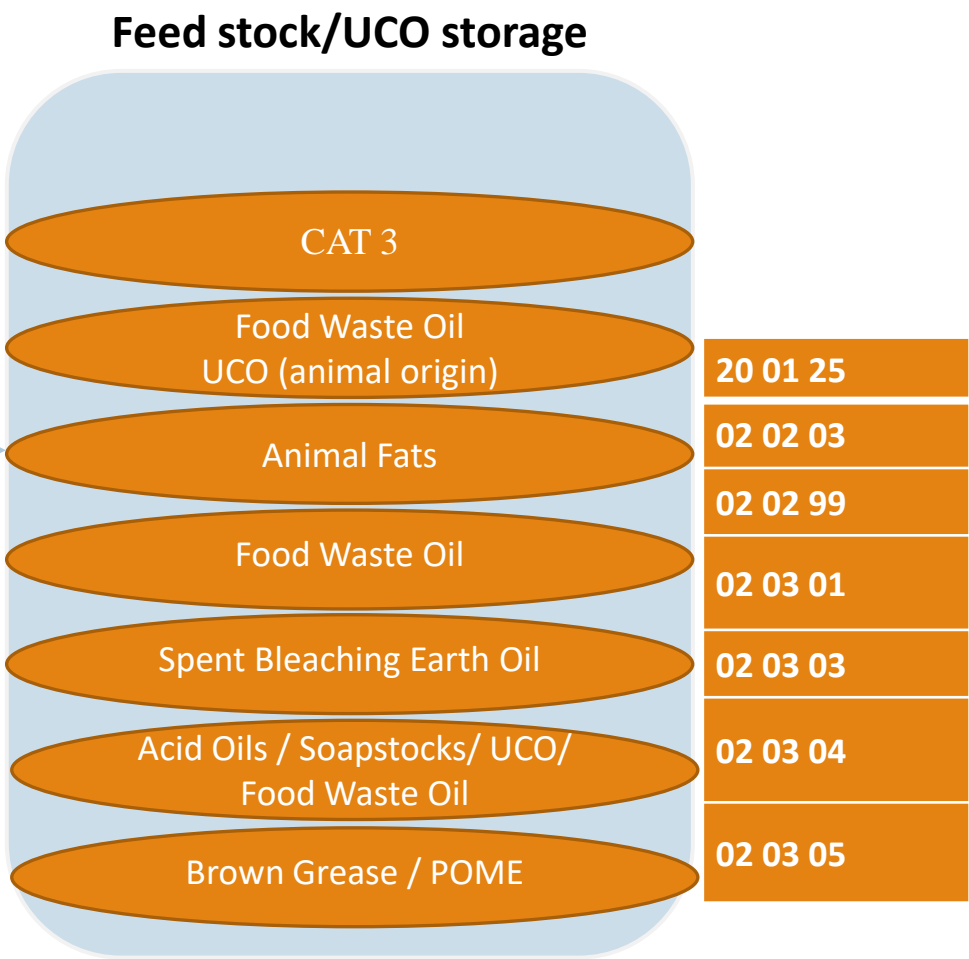 Feed stock/UCO storage
CAT 3
Food Waste Oil
UCO (animal origin)
20 01 25
Animal Fats
02 02 03
02 02 99
Food Waste Oil
02 03 01
Spent Bleaching Earth Oil
02 03 03
Acid Oils / Soapstocks/ UCO/
Food Waste Oil
02 03 04
Brown Grease / POME
02 03 05